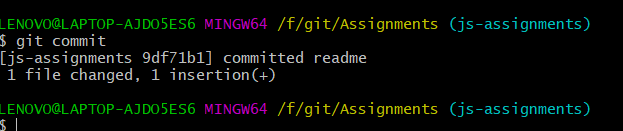 LENOVO@LAPTOP-AJDO5ES6 MINGW64 /f/git/Assignments (js-assignments)
$ git commit
[js-assignments 9df71b1] committed readme
 1 file changed, 1 insertion(+)
LENOVO@LAPTOP-AJDO5ES6 MINGW64 /f/git/Assignments (js-assignments)
$